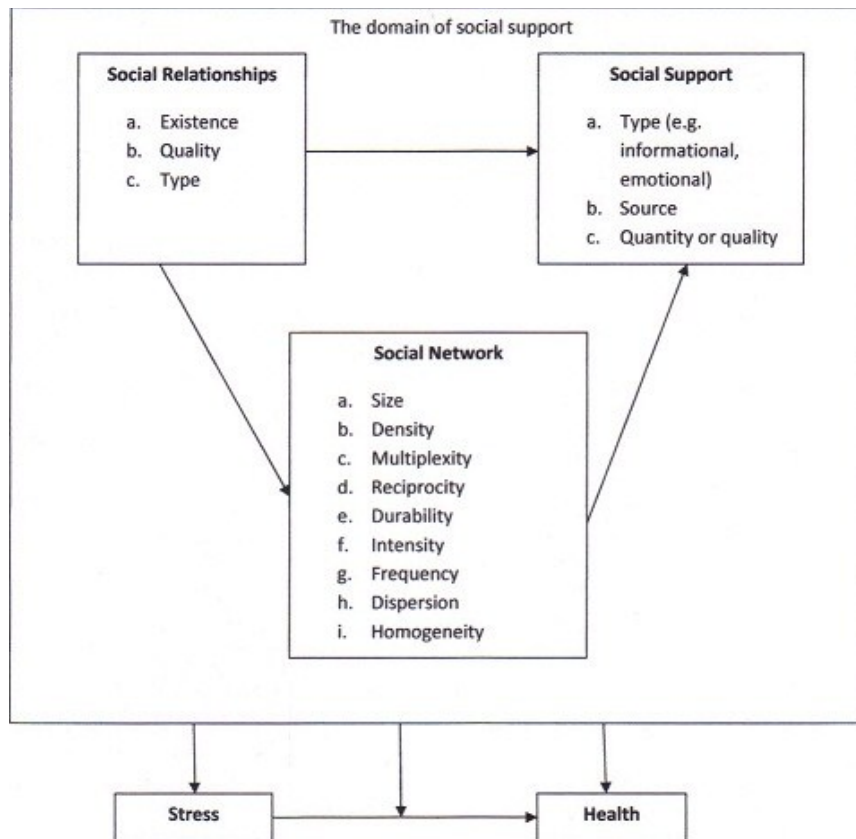 The domain of social support
Social Relationships
a. Existence
b. Quality
c. Type
Social Support
a. Type (e.g.
informational,
emotional)
b. Source
c. Quantity or quality
Social Network
a. Size
b. Density
c. Multiplexity
d. Reciprocity
e. Durability
f. Intensity
g. Frequency
h. Dispersion
i. Homogeneity
Stress
Health